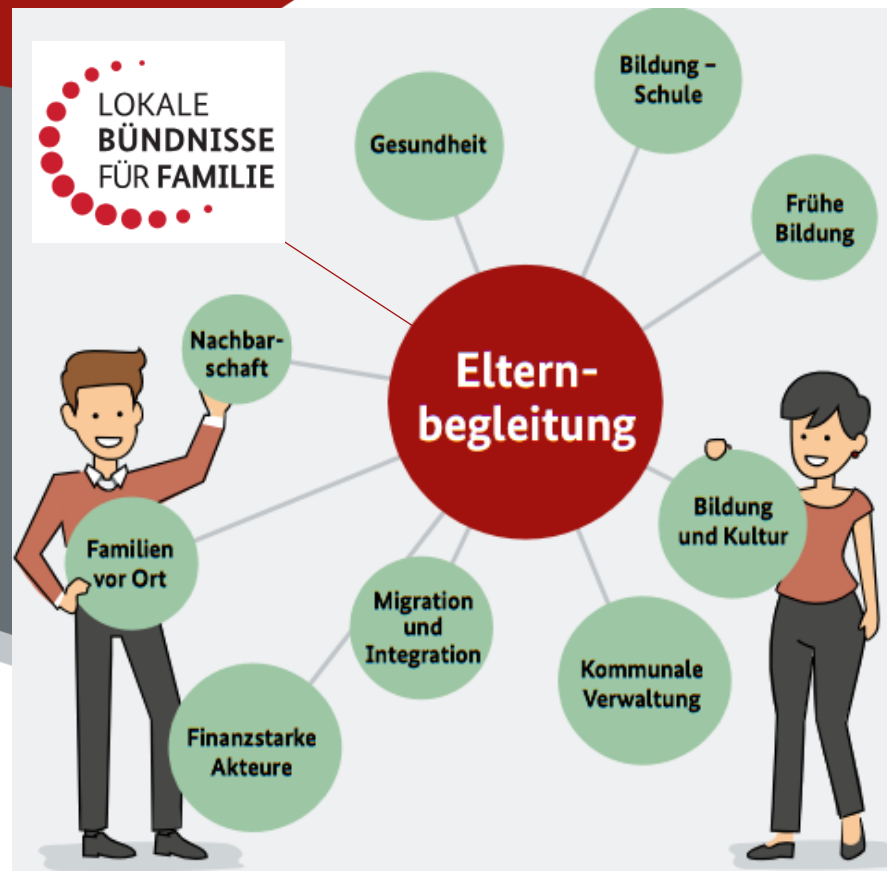 LOKALE
BÜNDNISSE
FÜR FAMILIE
Gesundheit
Bildung –
Schule
Frühe
Bildung
Nachbar-
schaft
Eltern-
begleitung
Bildung
und Kultur
Familien
vor Ort
Migration
und
Integration
Kommunale
Verwaltung
Finanzstarke
Akteure